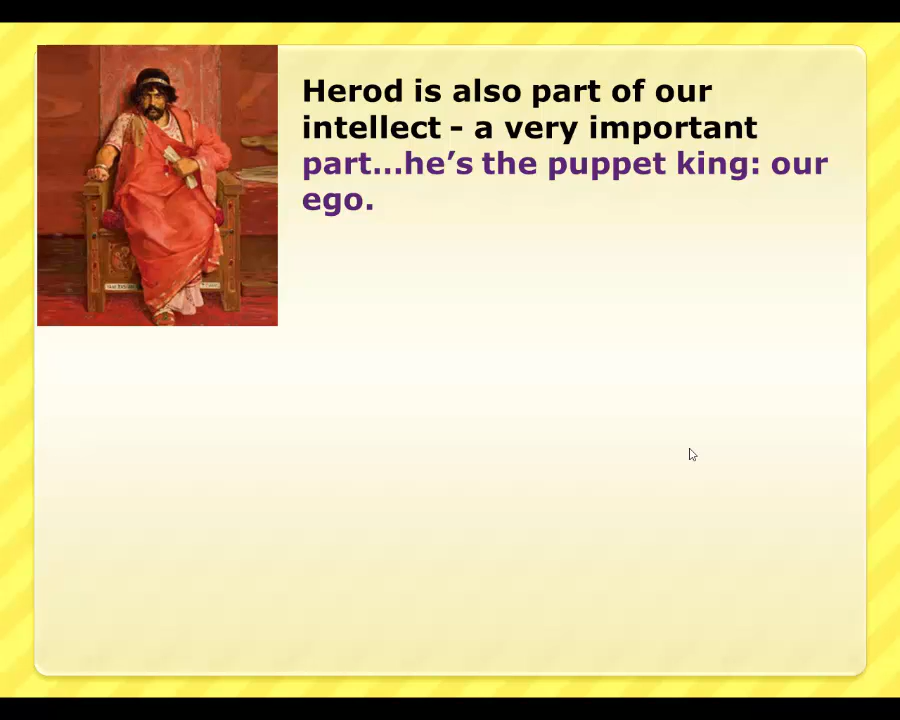 Herod is also part of our
intellect - a very important
part...he's the puppet king: our
ego.